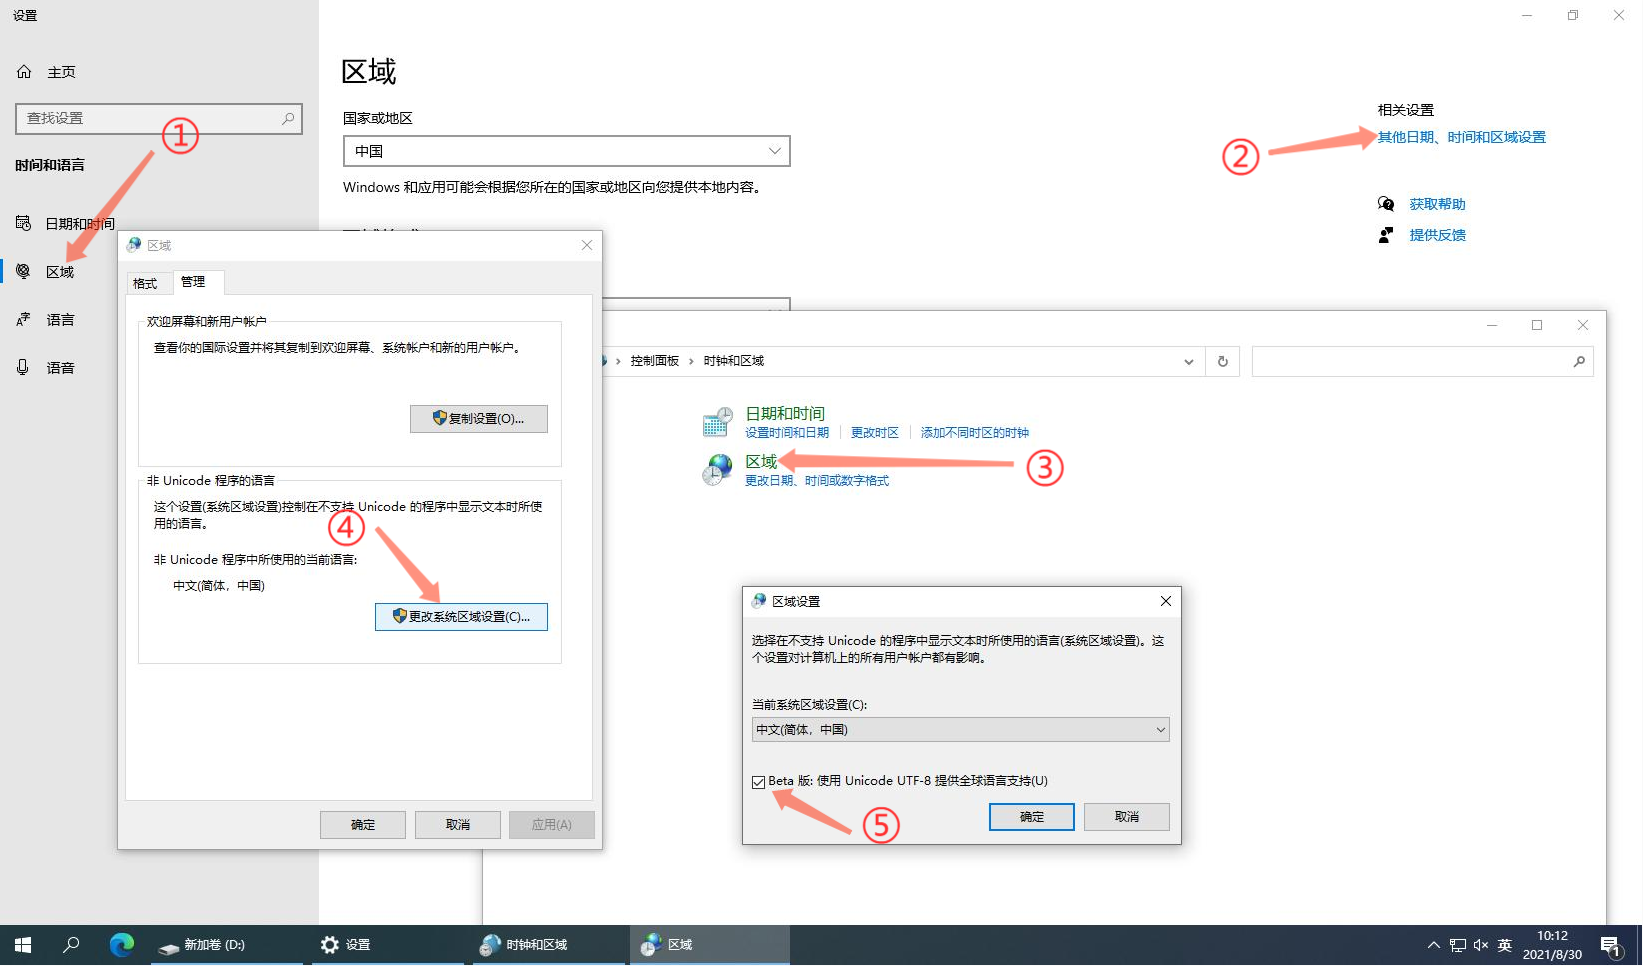 设置
主页
查找设置
①
时间和语言
日期和时间
区域
语言
语音
区域
国家或地区
中国
Windows 和应用可能会根据您所在的国家或地区向您提供本地内容。
相关设置
② 其他日期、时间和区域设置
获取帮助
提供反馈
区域
格式 管理
欢迎屏幕和新用户帐户
查看你的国际设置并将其复制到欢迎屏幕、系统帐户和新的用户帐户。
复制设置(O)...
非 Unicode 程序的语言
这个设置(系统区域设置)控制在不支持 Unicode 的程序中显示文本时所使
用的语言。
④
非 Unicode 程序中所使用的当前语言:
中文(简体，中国)
更改系统区域设置(C)...
确定 取消 应用(A)
控制面板 › 时钟和区域
日期和时间
设置时间和日期 更改时区 添加不同时区的时钟
区域 ③
更改日期、时间或数字格式
区域设置
选择在不支持 Unicode 的程序中显示文本时所使用的语言(系统区域设置)。这
个设置对计算机上的所有用户帐户都有影响。
当前系统区域设置(C):
中文(简体，中国)
Beta 版: 使用 Unicode UTF-8 提供全球语言支持(U)
⑤
确定 取消
新加卷 (D:) 设置 时钟和区域 区域
英
10:12
2021/8/30
1